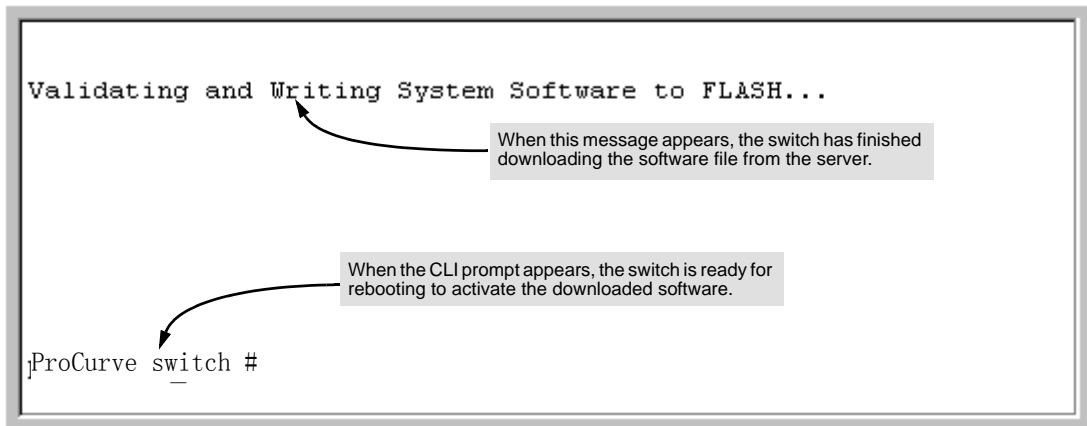 Validating and Writing System Software to FLASH...
When this message appears, the switch has finished
downloading the software file from the server.
When the CLI prompt appears, the switch is ready for
rebooting to activate the downloaded software.
ProCurve switch #